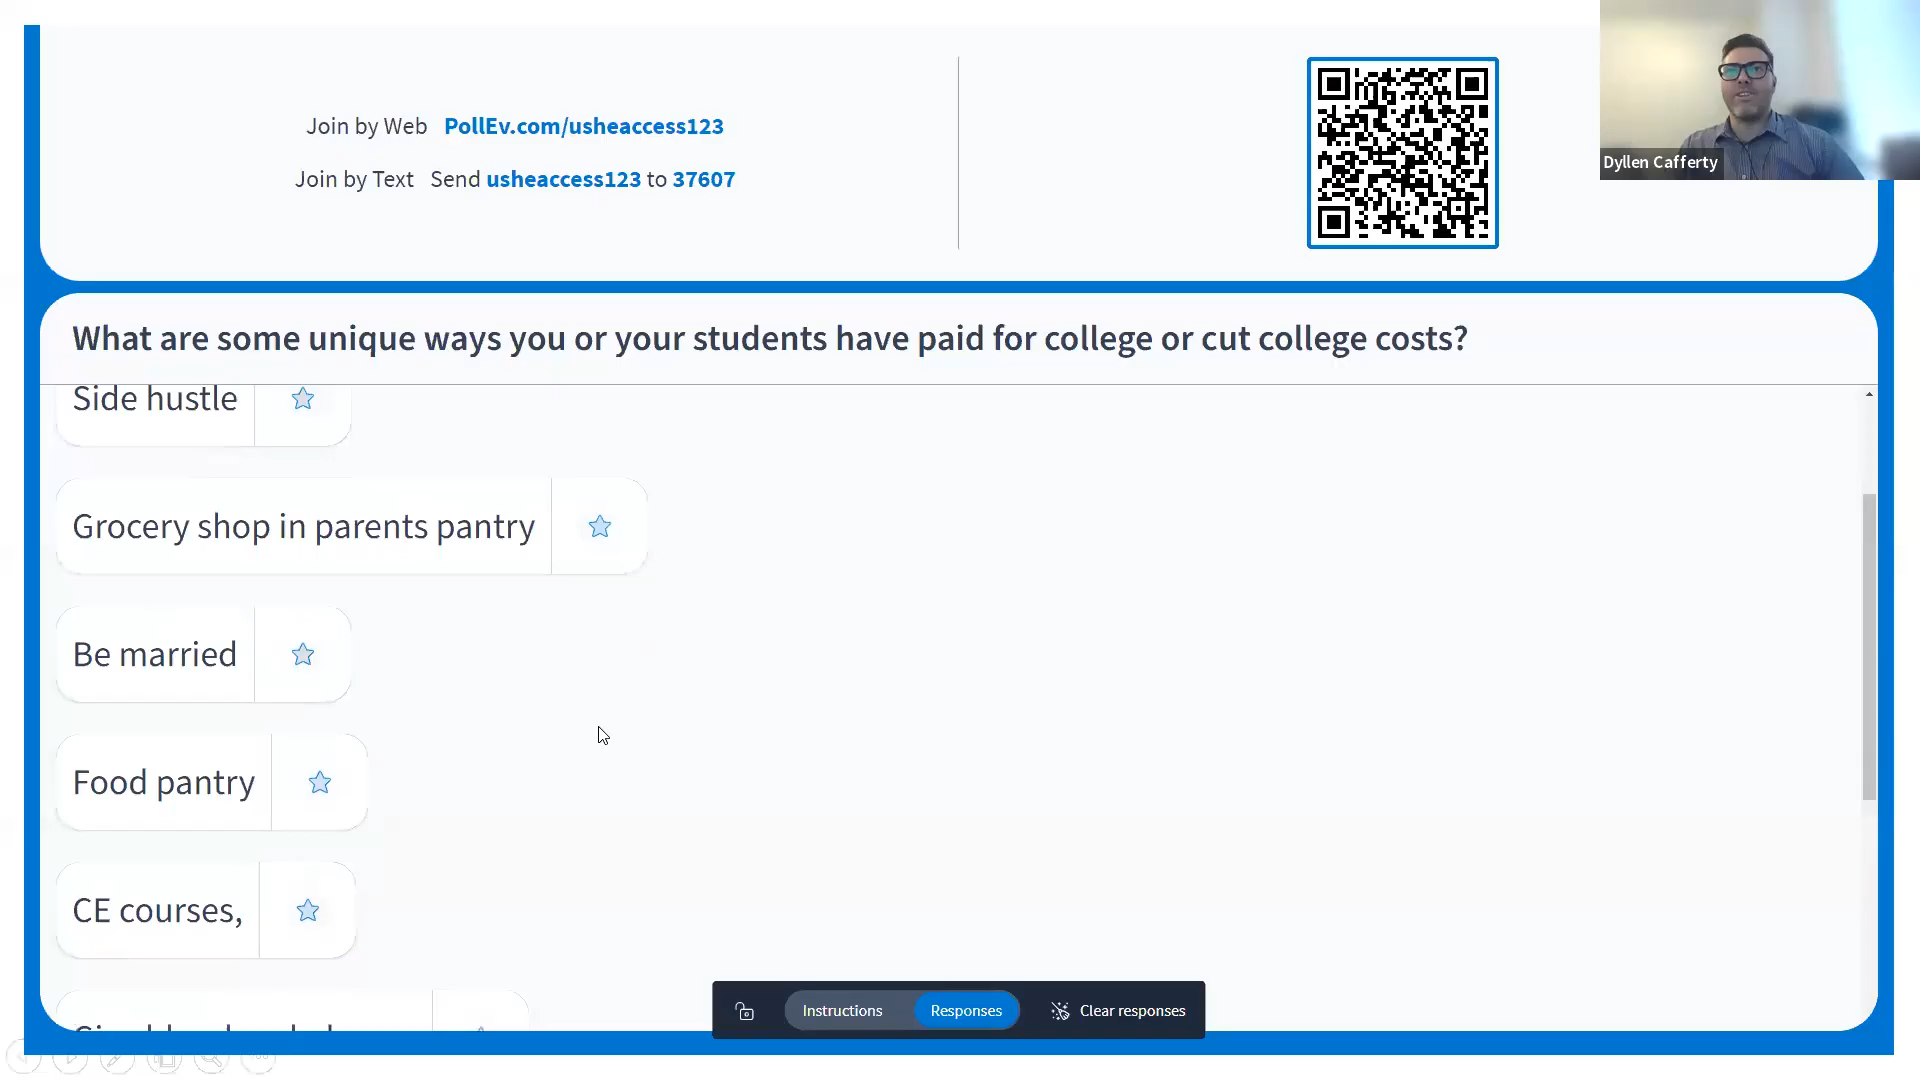 Join by Web PollEv.com/usheaccess123
Join by Text Send usheaccess123 to 37607
Dyllen Cafferty
What are some unique ways you or your students have paid for college or cut college costs?
Side hustle
Grocery shop in parents pantry
Be married
Food pantry
CE courses,
Instructions
Responses
Clear responses